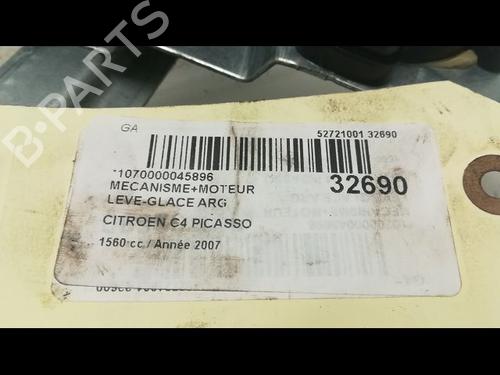 B-PARTS
GA
52721001 32690
*1070000045896
32690
MECANISME+MOTEUR
LEVE-GLACE ARG
CITROEN C4 PICASSO
1560 cc / Année 2007